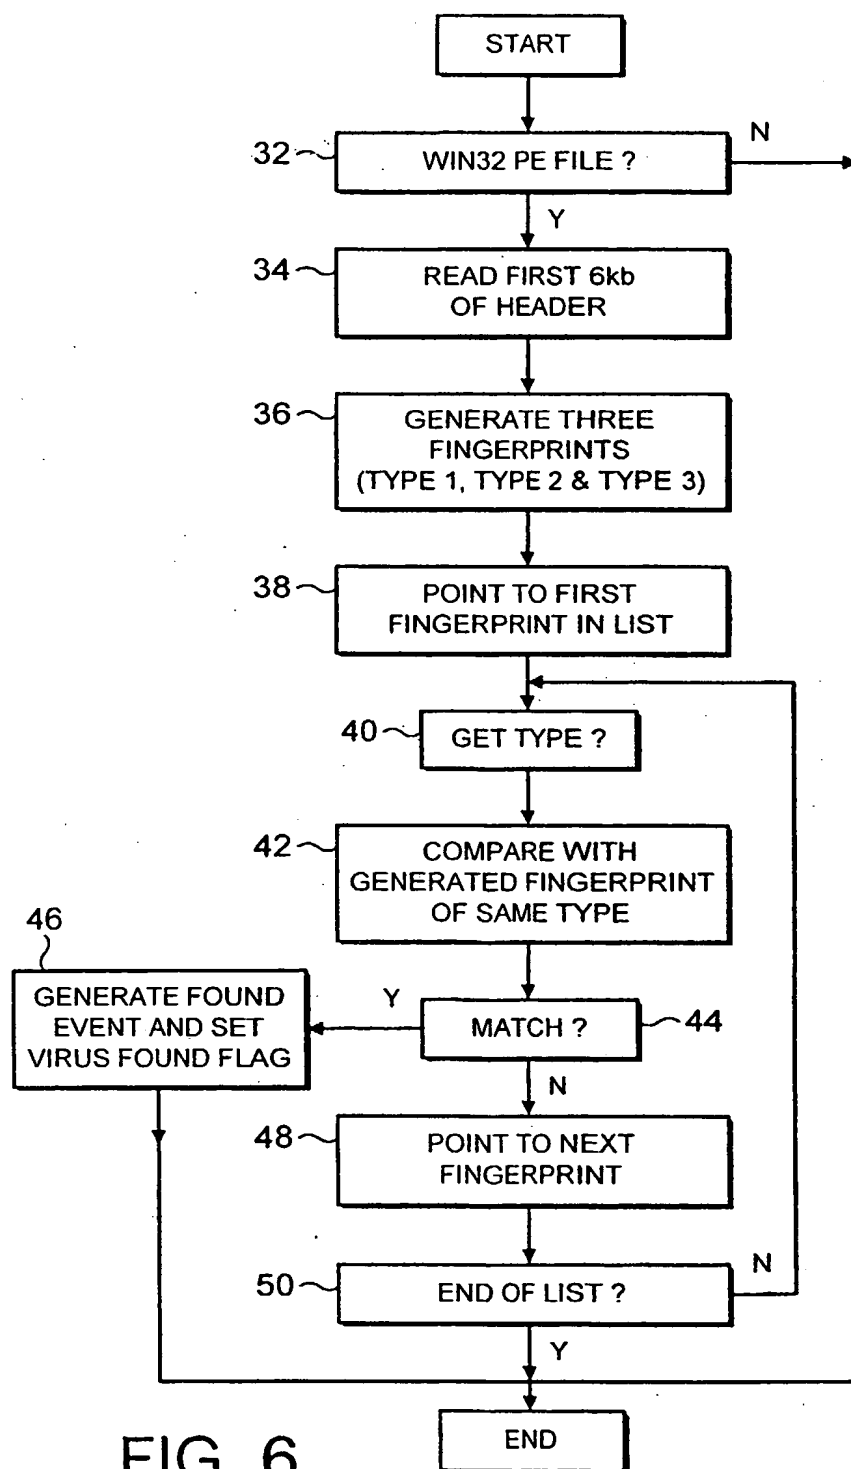 START
32
WIN32 PE FILE ?
N
Y
34
READ FIRST 6kb
OF HEADER
36
GENERATE THREE
FINGERPRINTS
(TYPE 1, TYPE 2 & TYPE 3)
38
POINT TO FIRST
FINGERPRINT IN LIST
40
GET TYPE ?
42
COMPARE WITH
GENERATED FINGERPRINT
OF SAME TYPE
46
GENERATE FOUND
EVENT AND SET
VIRUS FOUND FLAG
Y
MATCH ?
44
N
48
POINT TO NEXT
FINGERPRINT
50
END OF LIST ?
N
Y
END
FIG. 6